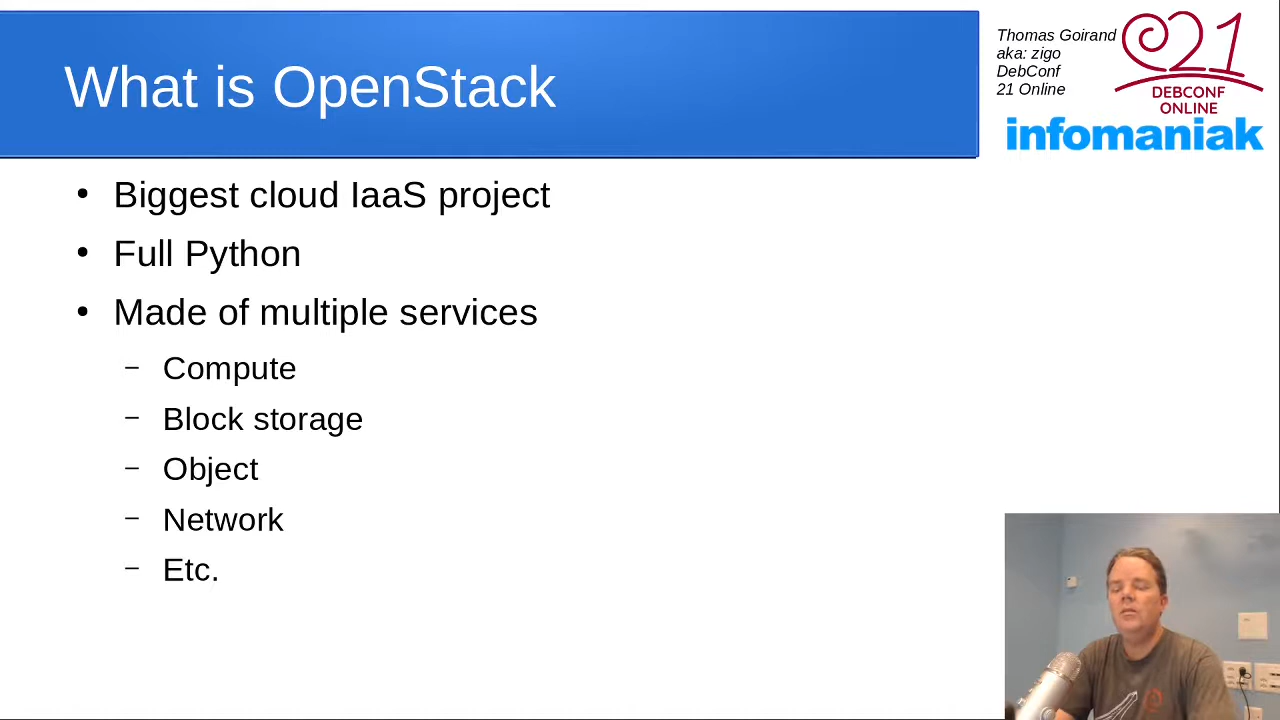 What is OpenStack
Thomas Goirand
aka: zigo
DebConf
21 Online
21
DEBCONF
ONLINE
infomaniak
• Biggest cloud IaaS project
• Full Python
• Made of multiple services
– Compute
– Block storage
– Object
– Network
– Etc.